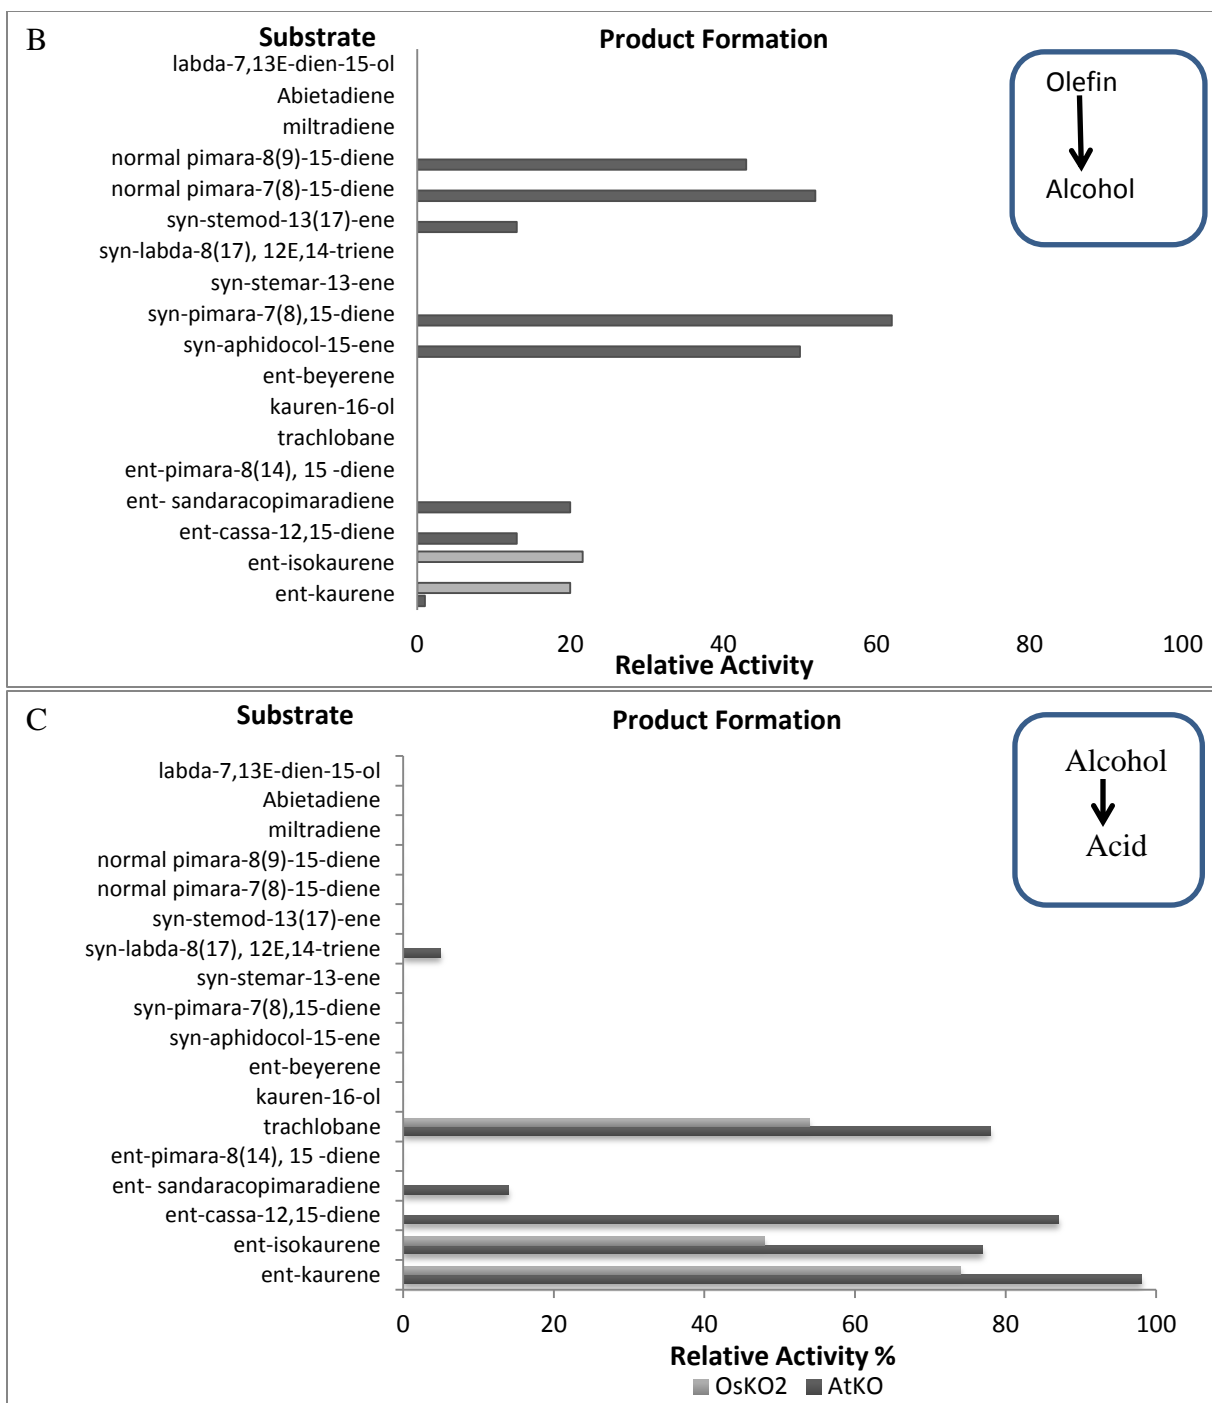 B
Substrate
Product Formation
labda-7,13E-dien-15-ol
Abietadiene
miltradiene
normal pimara-8(9)-15-diene
normal pimara-7(8)-15-diene
syn-stemod-13(17)-ene
syn-labda-8(17), 12E,14-triene
syn-stemar-13-ene
syn-pimara-7(8),15-diene
syn-aphidocol-15-ene
ent-beyerene
kauren-16-ol
trachlobane
ent-pimara-8(14), 15 -diene
ent- sandaracopimaradiene
ent-cassa-12,15-diene
ent-isokaurene
ent-kaurene
0 20 40 60 80 100
Relative Activity
Olefin
Alcohol
C
Substrate
Product Formation
labda-7,13E-dien-15-ol
Abietadiene
miltradiene
normal pimara-8(9)-15-diene
normal pimara-7(8)-15-diene
syn-stemod-13(17)-ene
syn-labda-8(17), 12E,14-triene
syn-stemar-13-ene
syn-pimara-7(8),15-diene
syn-aphidocol-15-ene
ent-beyerene
kauren-16-ol
trachlobane
ent-pimara-8(14), 15 -diene
ent- sandaracopimaradiene
ent-cassa-12,15-diene
ent-isokaurene
ent-kaurene
0 20 40 60 80 100
Relative Activity %
OsKO2 AtKO
Alcohol
Acid